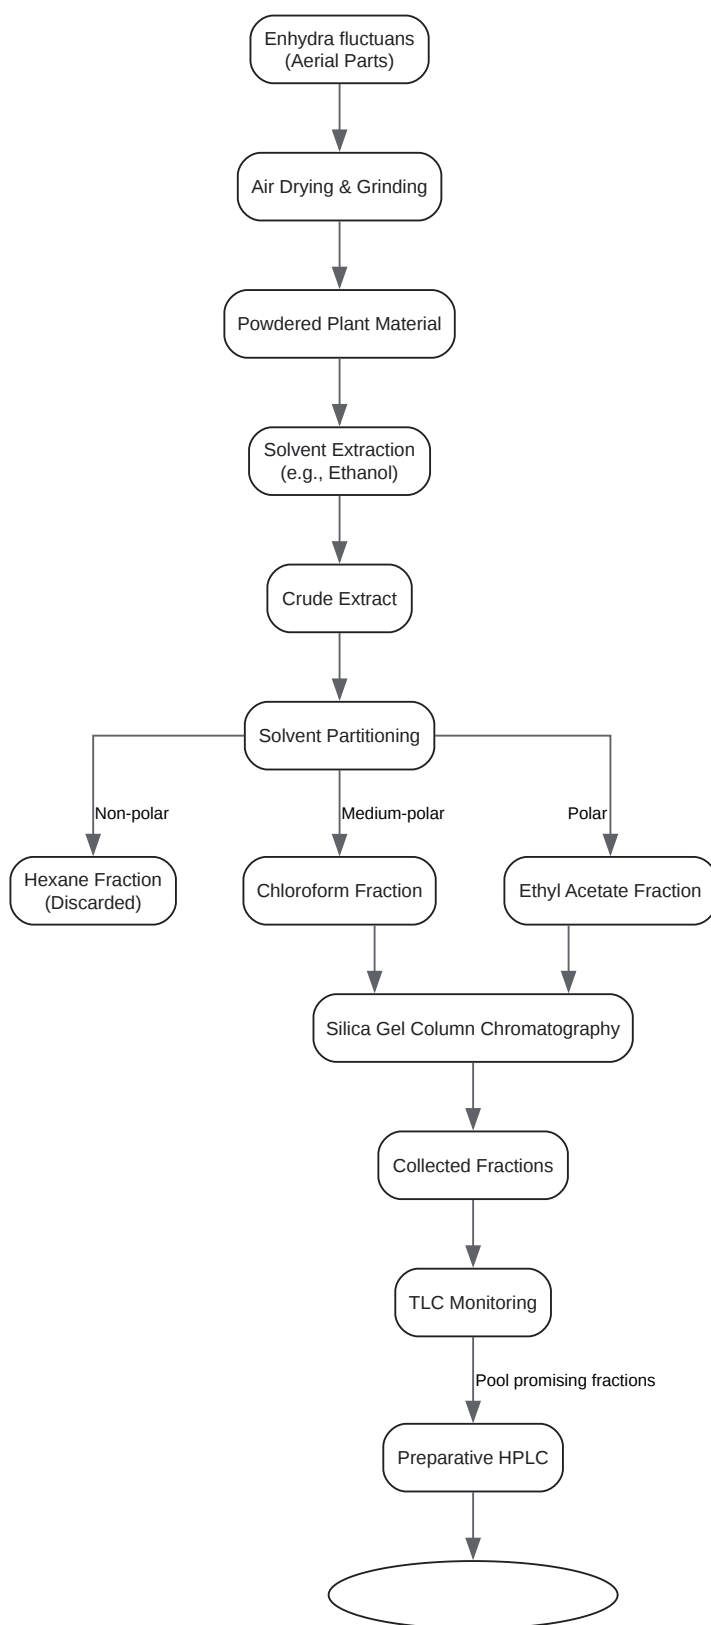 Enhydra fluctuans
(Aerial Parts)
Air Drying & Grinding
Powdered Plant Material
Solvent Extraction
(e.g., Ethanol)
Crude Extract
Solvent Partitioning
Non-polar
Medium-polar
Polar
Hexane Fraction
(Discarded)
Chloroform Fraction
Ethyl Acetate Fraction
Silica Gel Column Chromatography
Collected Fractions
TLC Monitoring
Pool promising fractions
Preparative HPLC